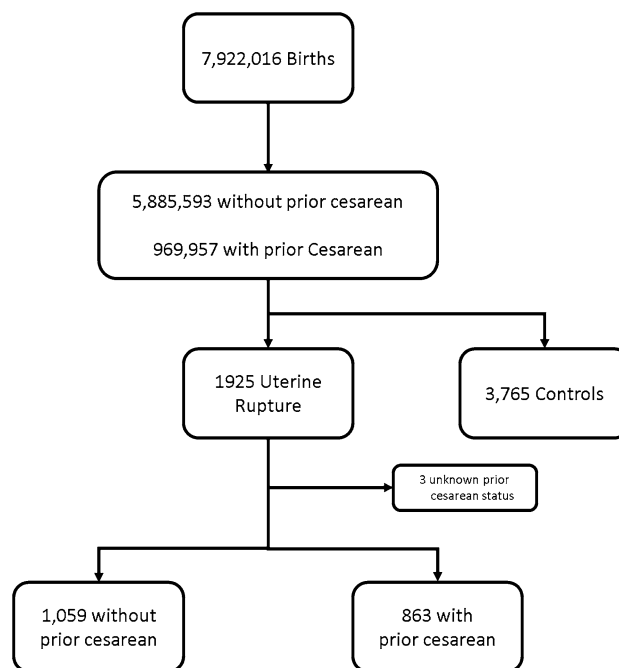 7,922,016 Births
5,885,593 without prior cesarean
969,957 with prior Cesarean
1925 Uterine
Rupture
3,765 Controls
3 unknown prior
cesarean status
1,059 without
prior cesarean
863 with
prior cesarean